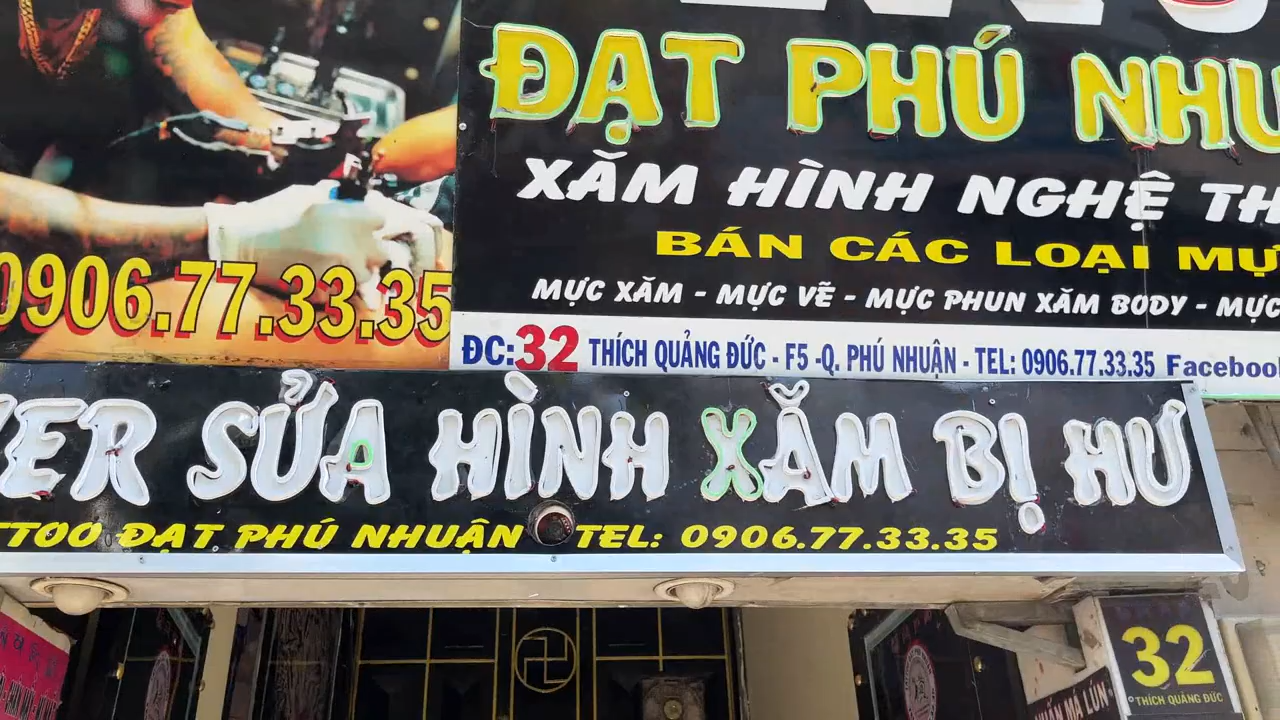 ĐẠT PHÚ NHU
XĂM HÌNH NGHỆ TH
BÁN CÁC LOẠI MỰ
MỰC XĂM - MỰC VẼ - MỰC PHUN XĂM BODY - MỰC
0906.77.33.35
ĐC:32 THÍCH QUẢNG ĐỨC - F5 -Q. PHÚ NHUẬN - TEL: 0906.77.33.35 Facebook
VER SỬA HÌNH XĂM BỊ HƯ
TTOO ĐẠT PHÚ NHUẬN TEL: 0906.77.33.35
32
THÍCH QUẢNG ĐỨC
MÁ LÚN